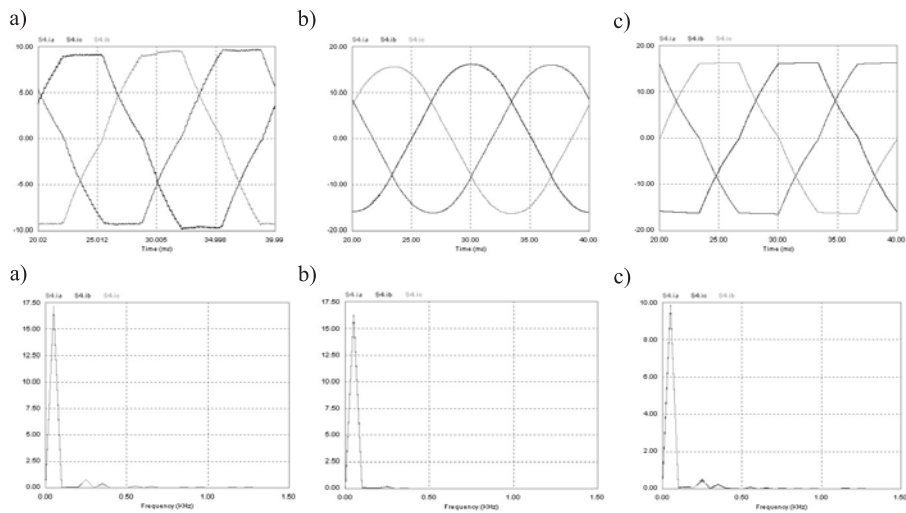 a)
S4.ia S4.ic S4.ib
10.00
5.00
0.00
-5.00
-10.00
20.02 25.012 30.005 34.998 39.99
Time (ms)
b)
S4.ia S4.ib S4.ic
20.00
10.00
0.00
-10.00
-20.00
20.00 25.00 30.00 35.00 40.00
Time (ms)
c)
S4.ia S4.ib S4.ic
20.00
10.00
0.00
-10.00
-20.00
20.00 25.00 30.00 35.00 40.00
Time (ms)
a)
S4.ia S4.ib S4.ic
17.50
15.00
12.50
10.00
7.50
5.00
2.50
0.00
0.00 0.50 1.00 1.50
Frequency (KHz)
b)
S4.ia S4.ib S4.ic
17.50
15.00
12.50
10.00
7.50
5.00
2.50
0.00
0.00 0.50 1.00 1.50
Frequency (KHz)
c)
S4.ia S4.ic S4.ib
10.00
8.00
6.00
4.00
2.00
0.00
0.00 0.50 1.00 1.50
Frequency (KHz)